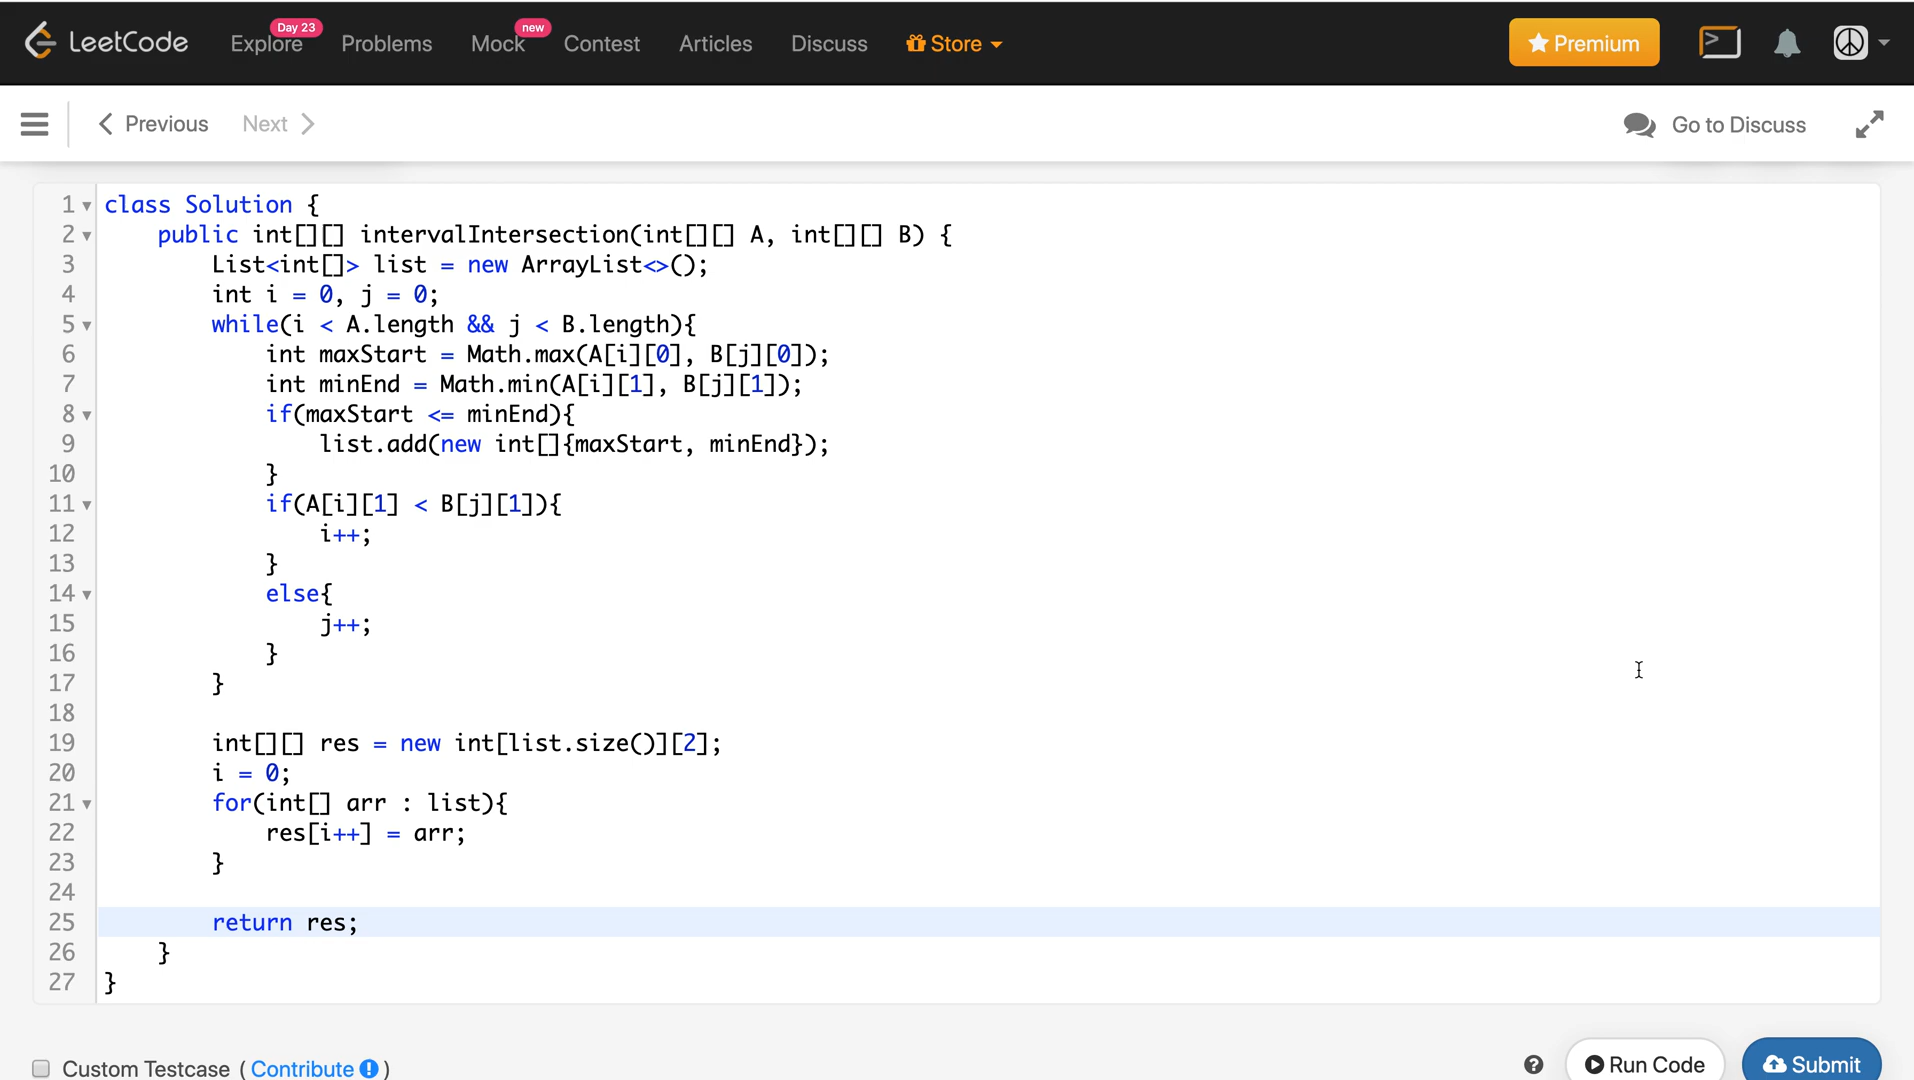 LeetCode Explore Day 23 Problems Mock new Contest Articles Discuss Store Premium
Previous Next Go to Discuss
1 class Solution {
2 public int[][] intervalIntersection(int[][] A, int[][] B) {
3 List<int[]> list = new ArrayList<>();
4 int i = 0, j = 0;
5 while(i < A.length && j < B.length){
6 int maxStart = Math.max(A[i][0], B[j][0]);
7 int minEnd = Math.min(A[i][1], B[j][1]);
8 if(maxStart <= minEnd){
9 list.add(new int[]{maxStart, minEnd});
10 }
11 if(A[i][1] < B[j][1]){
12 i++;
13 }
14 else{
15 j++;
16 }
17 }
18
19 int[][] res = new int[list.size()][2];
20 i = 0;
21 for(int[] arr : list){
22 res[i++] = arr;
23 }
24
25 return res;
26 }
27 }
Custom Testcase ( Contribute ) Run Code Submit